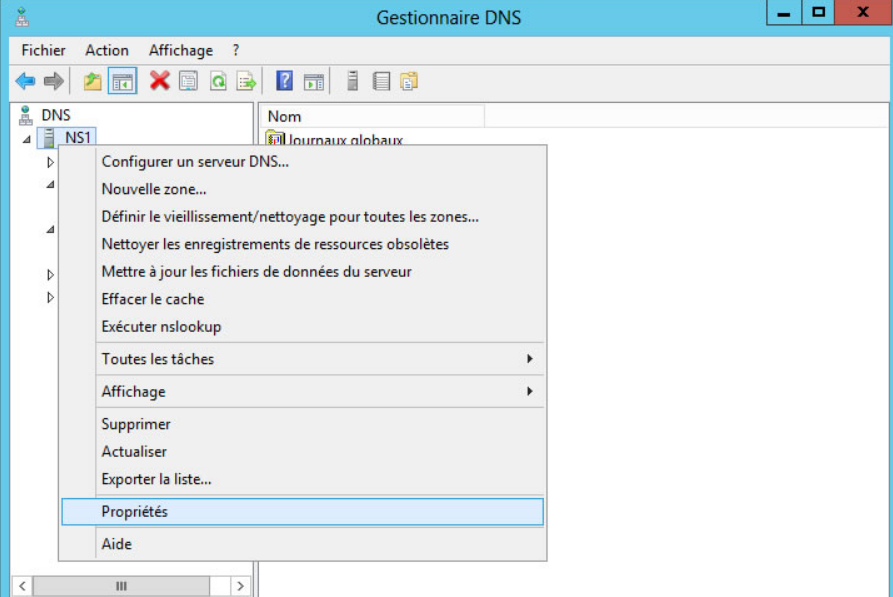 Gestionnaire DNS
Fichier Action Affichage ?
DNS
Nom
NS1
Journaux globaux
Configurer un serveur DNS...
Nouvelle zone...
Définir le vieillissement/nettoyage pour toutes les zones...
Nettoyer les enregistrements de ressources obsolètes
Mettre à jour les fichiers de données du serveur
Effacer le cache
Exécuter nslookup
Toutes les tâches
Affichage
Supprimer
Actualiser
Exporter la liste...
Propriétés
Aide